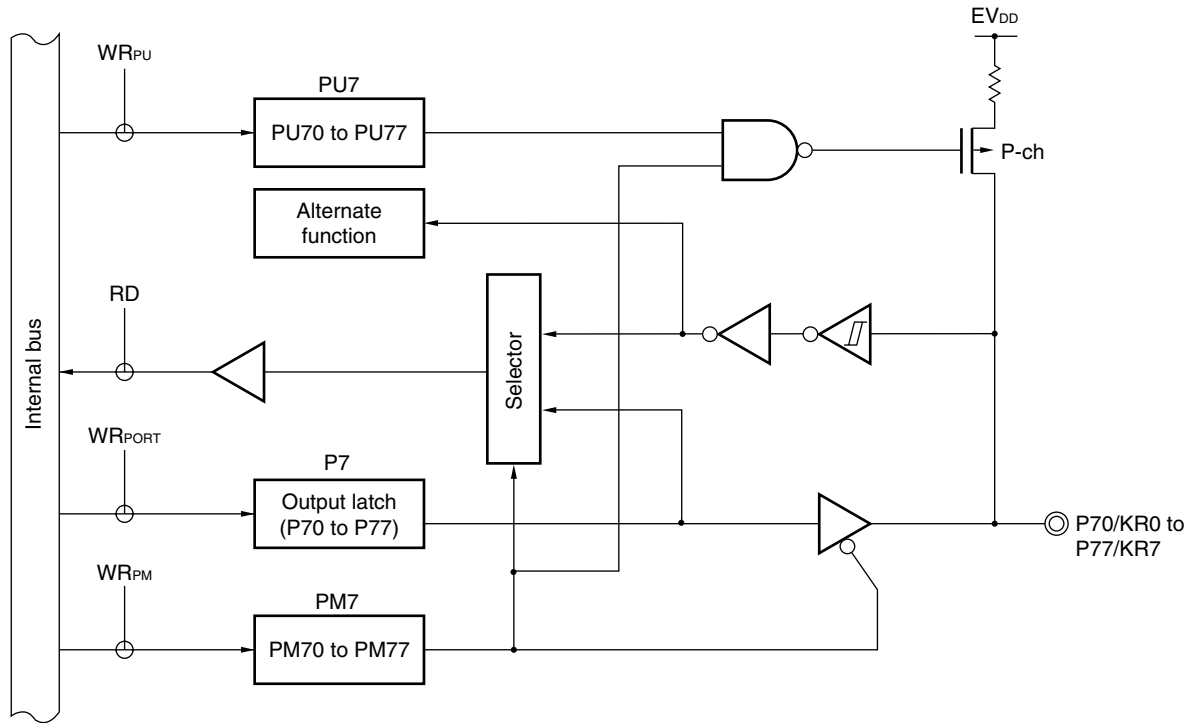 EVDD
WRPU
PU7
PU70 to PU77
P-ch
Alternate
function
RD
Selector
Internal bus
WRPORT
P7
Output latch
(P70 to P77)
P70/KR0 to
P77/KR7
WRPM
PM7
PM70 to PM77